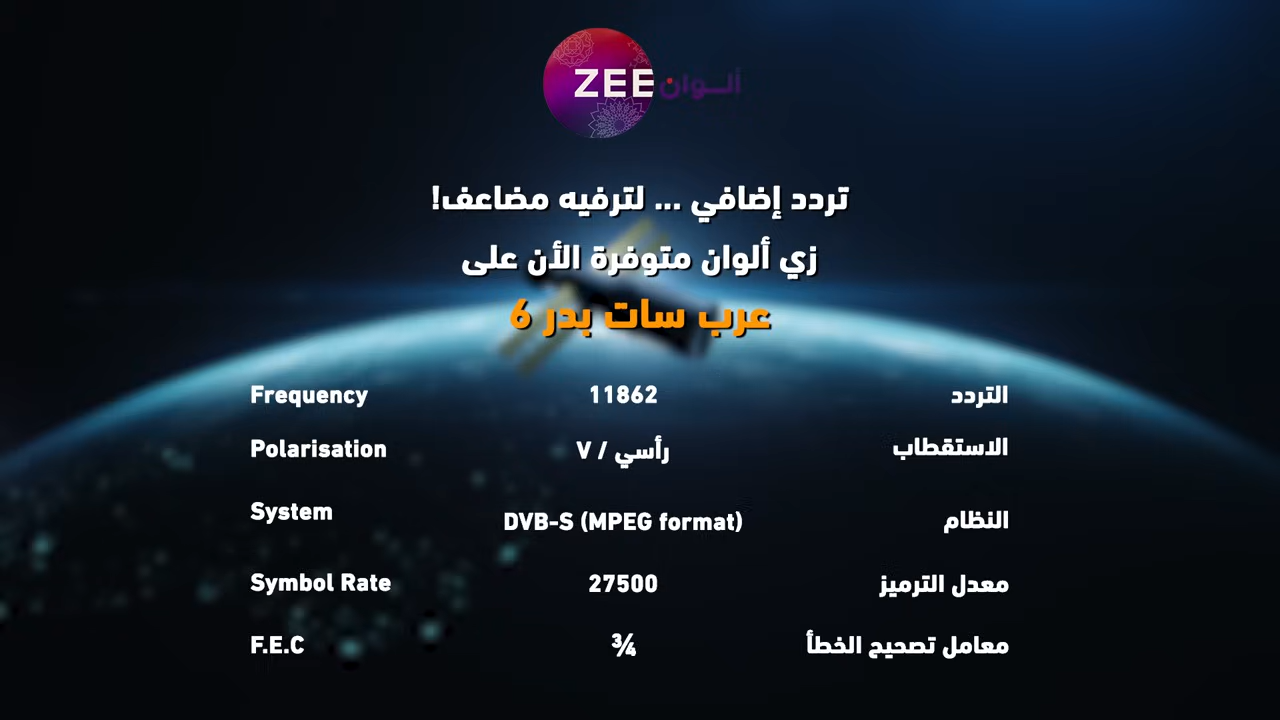 ZEE ألوان
تردد إضافي ... لترفيه مضاعف!
زي ألوان متوفرة الأن على
عرب سات بدر 6
Frequency 11862 التردد
Polarisation رأسي / V الاستقطاب
System DVB-S (MPEG format) النظام
Symbol Rate 27500 معدل الترميز
F.E.C ¾ معامل تصحيح الخطأ